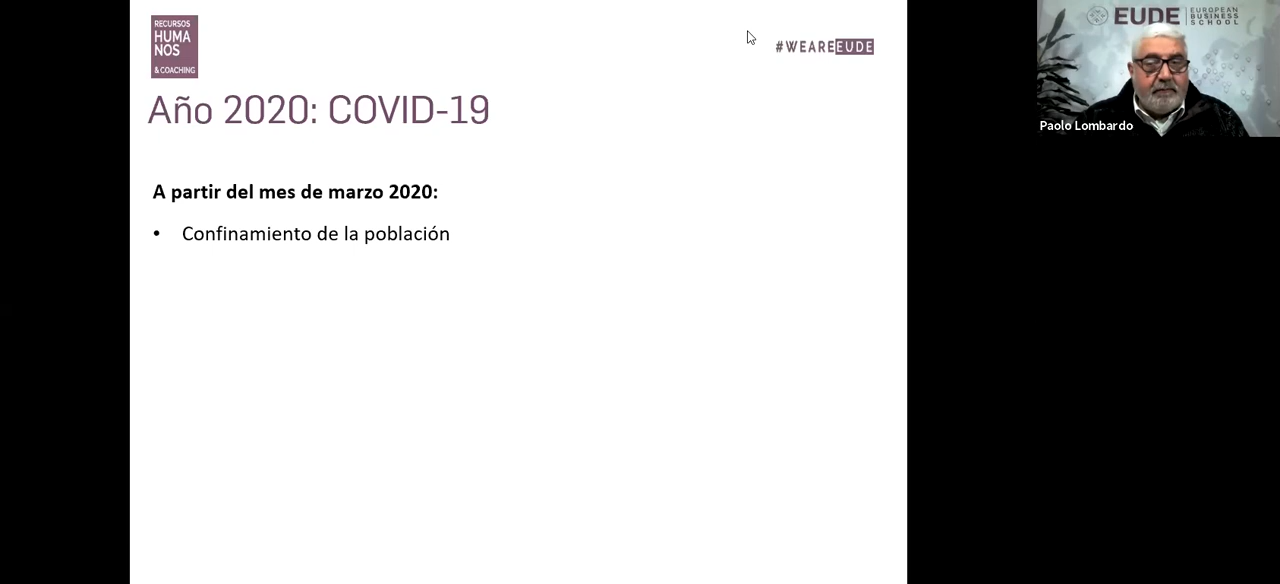 RECURSOS
HUMA
NOS
& COACHING
#WEAREEUDE
Año 2020: COVID-19
A partir del mes de marzo 2020:
• Confinamiento de la población
EUDE EUROPEAN
BUSINESS
SCHOOL
Paolo Lombardo